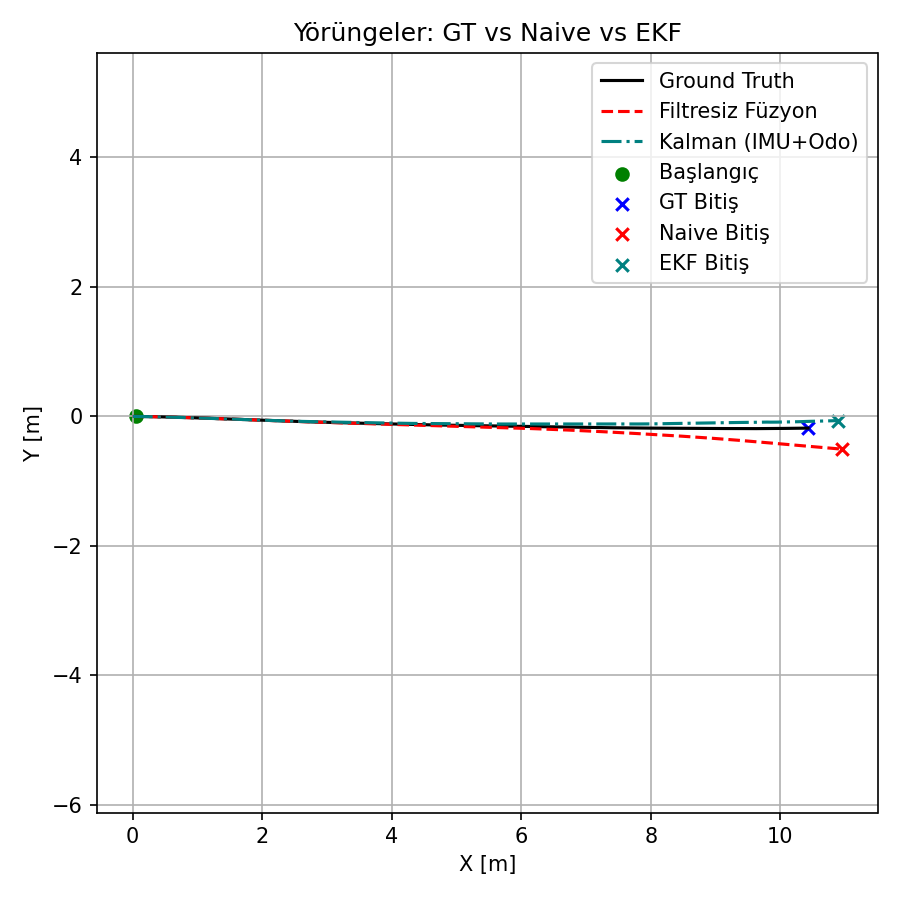 Yörüngeler: GT vs Naive vs EKF
Ground Truth
Filtresiz Füzyon
Kalman (IMU+Odo)
Başlangıç
GT Bitiş
Naive Bitiş
EKF Bitiş
4
2
0
−2
−4
−6
Y [m]
0 2 4 6 8 10
X [m]